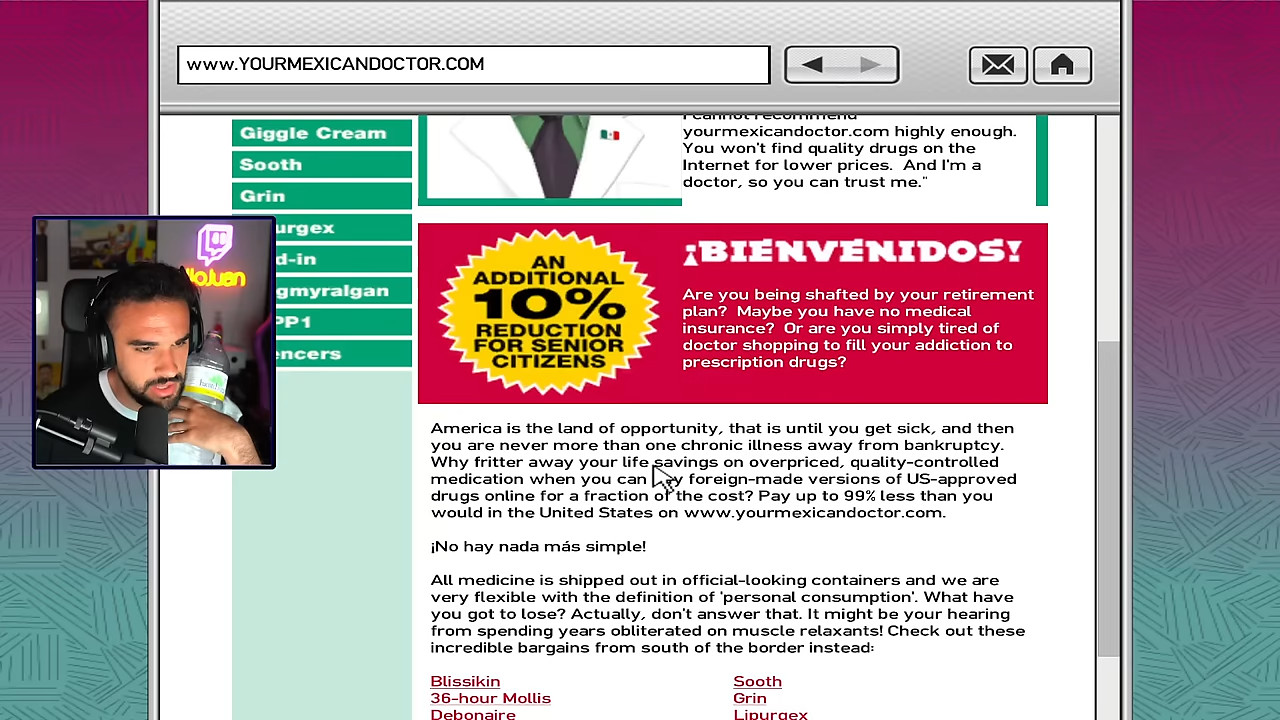 www.YOURMEXICANDOCTOR.COM
Giggle Cream
Sooth
Grin
I cannot recommend
yourmexicandoctor.com highly enough.
You won't find quality drugs on the
Internet for lower prices. And I'm a
doctor, so you can trust me."
AN
ADDITIONAL
10%
REDUCTION
FOR SENIOR
CITIZENS
¡BIENVENIDOS!
Are you being shafted by your retirement
plan? Maybe you have no medical
insurance? Or are you simply tired of
doctor shopping to fill your addiction to
prescription drugs?
America is the land of opportunity, that is until you get sick, and then
you are never more than one chronic illness away from bankruptcy.
Why fritter away your life savings on overpriced, quality-controlled
medication when you can foreign-made versions of US-approved
drugs online for a fraction of the cost? Pay up to 99% less than you
would in the United States on www.yourmexicandoctor.com.
¡No hay nada más simple!
All medicine is shipped out in official-looking containers and we are
very flexible with the definition of 'personal consumption'. What have
you got to lose? Actually, don't answer that. It might be your hearing
from spending years obliterated on muscle relaxants! Check out these
incredible bargains from south of the border instead:
Blissikin
Sooth
36-hour Mollis
Grin
Debonaire
Lipurgex